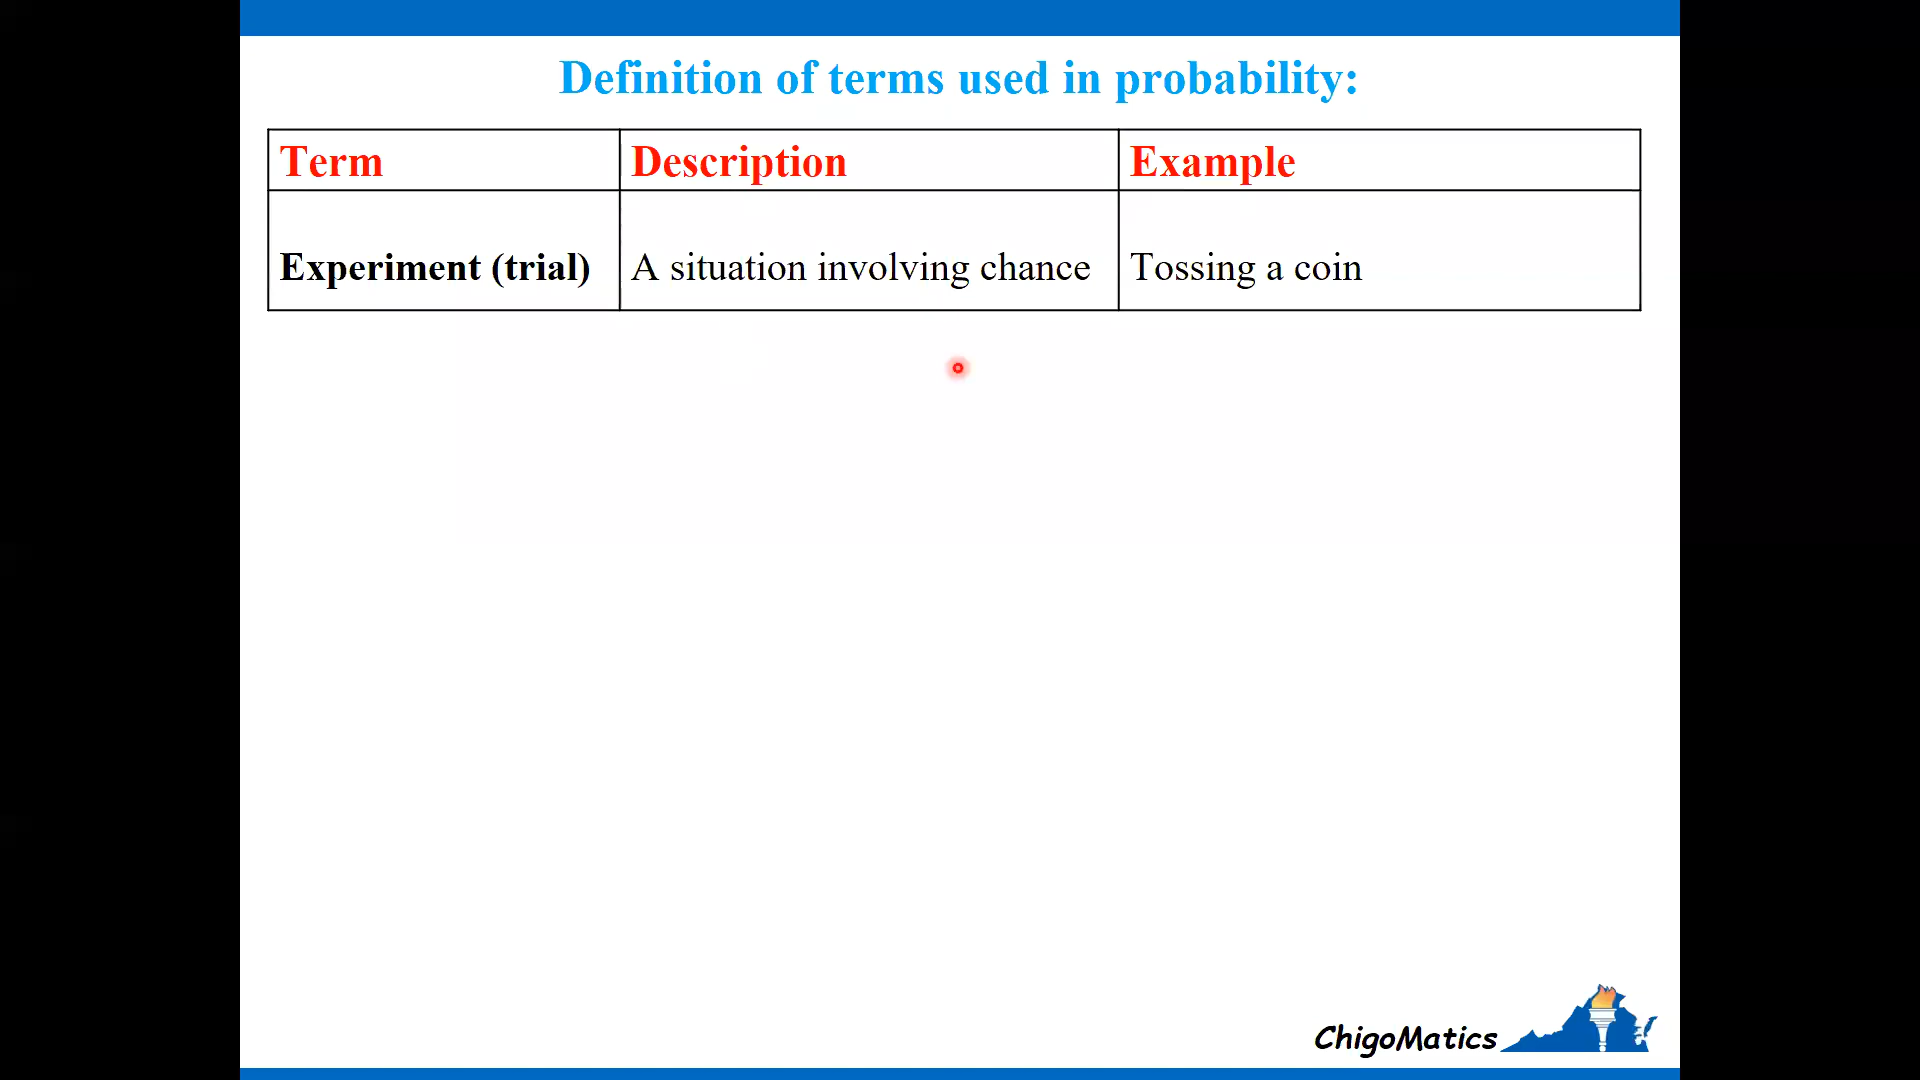 Definition of terms used in probability:
Term Description Example
Experiment (trial) A situation involving chance Tossing a coin
ChigoMatics